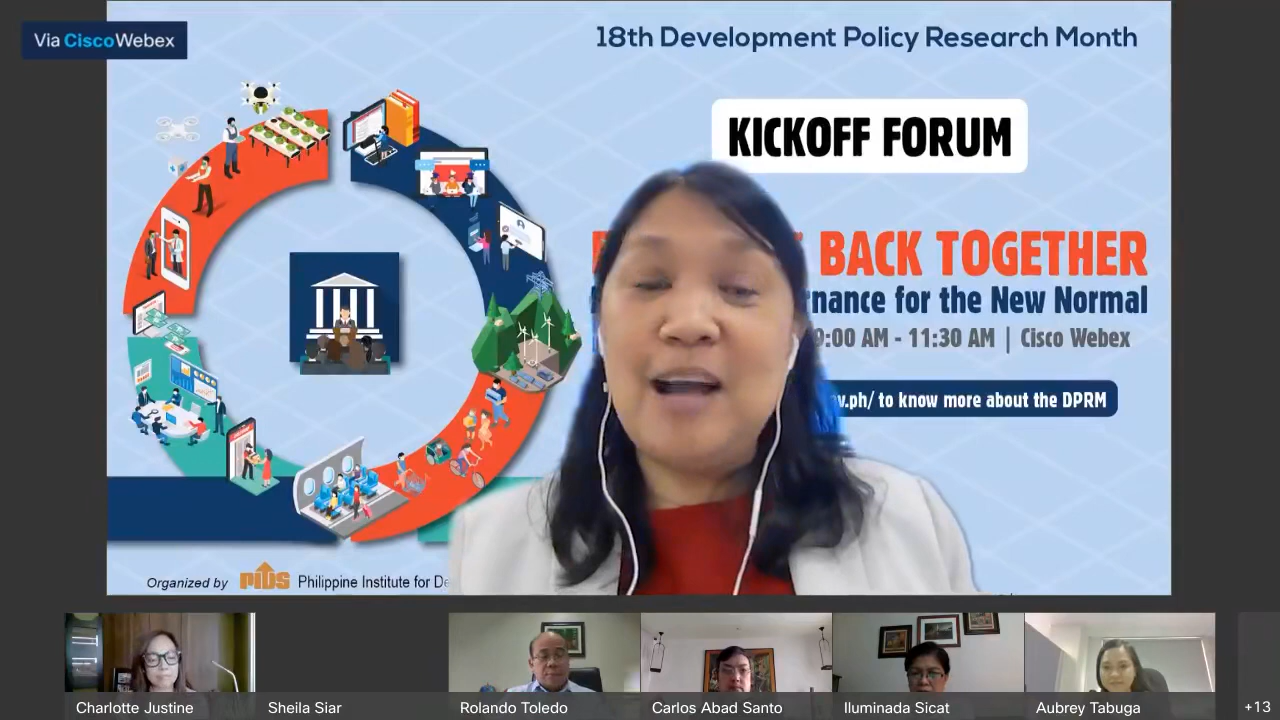 Via CiscoWebex
18th Development Policy Research Month
KICKOFF FORUM
BACK TOGETHER
rnance for the New Normal
9:00 AM - 11:30 AM | Cisco Webex
ov.ph/ to know more about the DPRM
Organized by PIDS Philippine Institute for De
Charlotte Justine
Sheila Siar
Rolando Toledo
Carlos Abad Santo
Iluminada Sicat
Aubrey Tabuga
+13